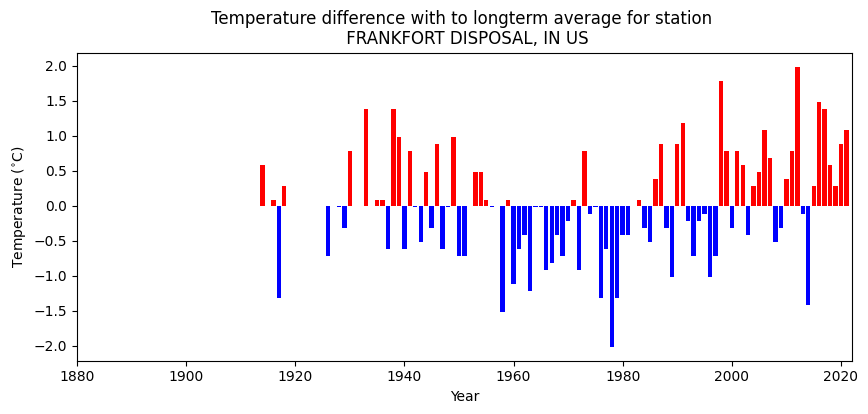 Temperature difference with to longterm average for station
FRANKFORT DISPOSAL, IN US
2.0
1.5
1.0
0.5
0.0
−0.5
−1.0
−1.5
−2.0
Temperature (°C)
1880 1900 1920 1940 1960 1980 2000 2020
Year